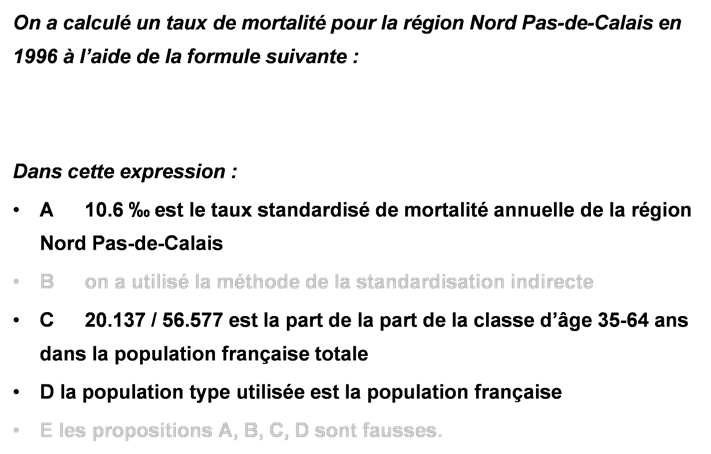 On a calculé un taux de mortalité pour la région Nord Pas-de-Calais en
1996 à l’aide de la formule suivante :
Dans cette expression :
• A 10.6 ‰ est le taux standardisé de mortalité annuelle de la région
Nord Pas-de-Calais
• B on a utilisé la méthode de la standardisation indirecte
• C 20.137 / 56.577 est la part de la part de la classe d’âge 35-64 ans
dans la population française totale
• D la population type utilisée est la population française
• E les propositions A, B, C, D sont fausses.